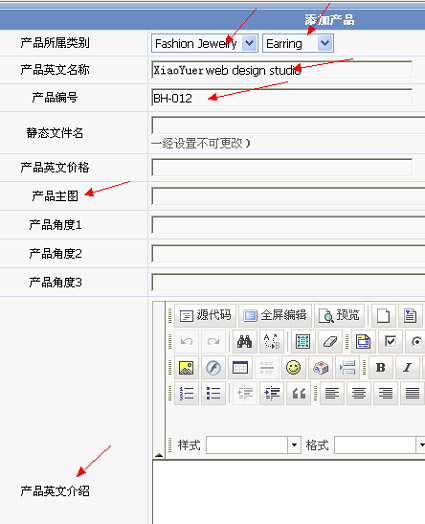 添加产品
产品所属类别 Fashion Jewelry Earring
产品英文名称 XiaoYuer web design studio
产品编号 BH-012
静态文件名
一经设置不可更改）
产品英文价格
产品主图
产品角度1
产品角度2
产品角度3
源代码 全屏编辑 预览
B I
样式 格式
产品英文介绍